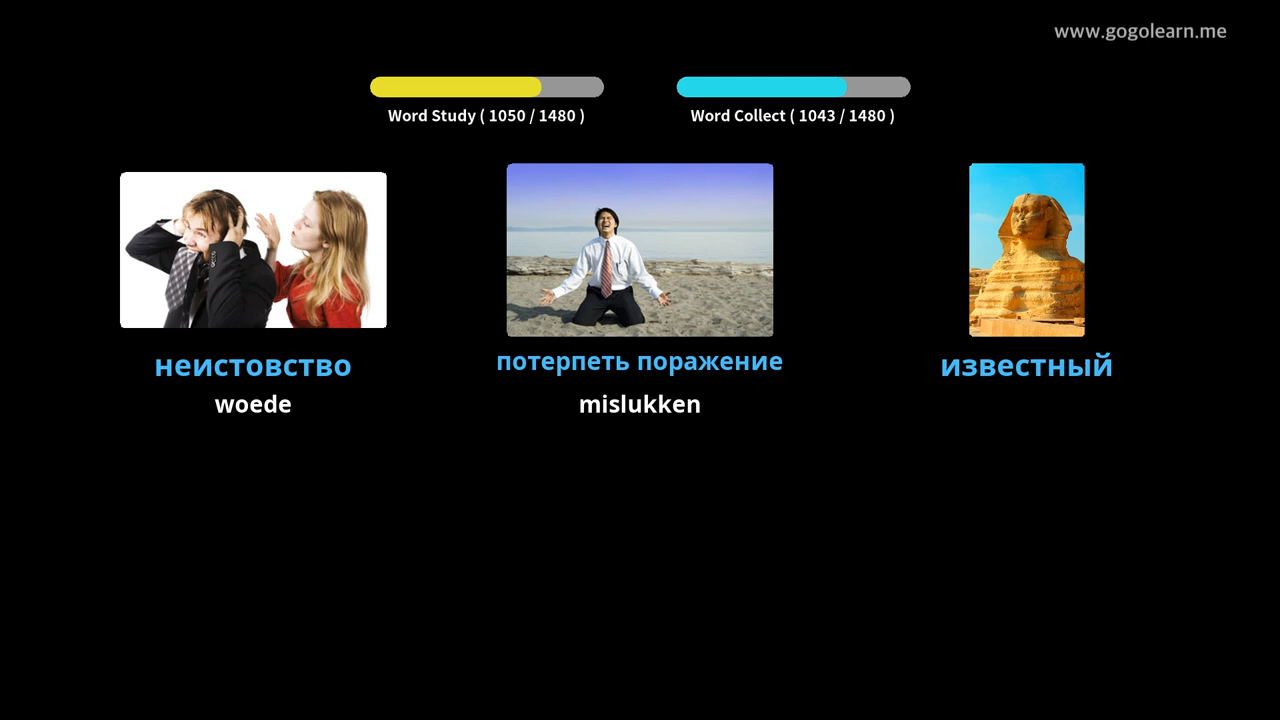 www.gogolearn.me
Word Study ( 1050 / 1480 )
Word Collect ( 1043 / 1480 )
неистовство
woede
потерпеть поражение
mislukken
известный